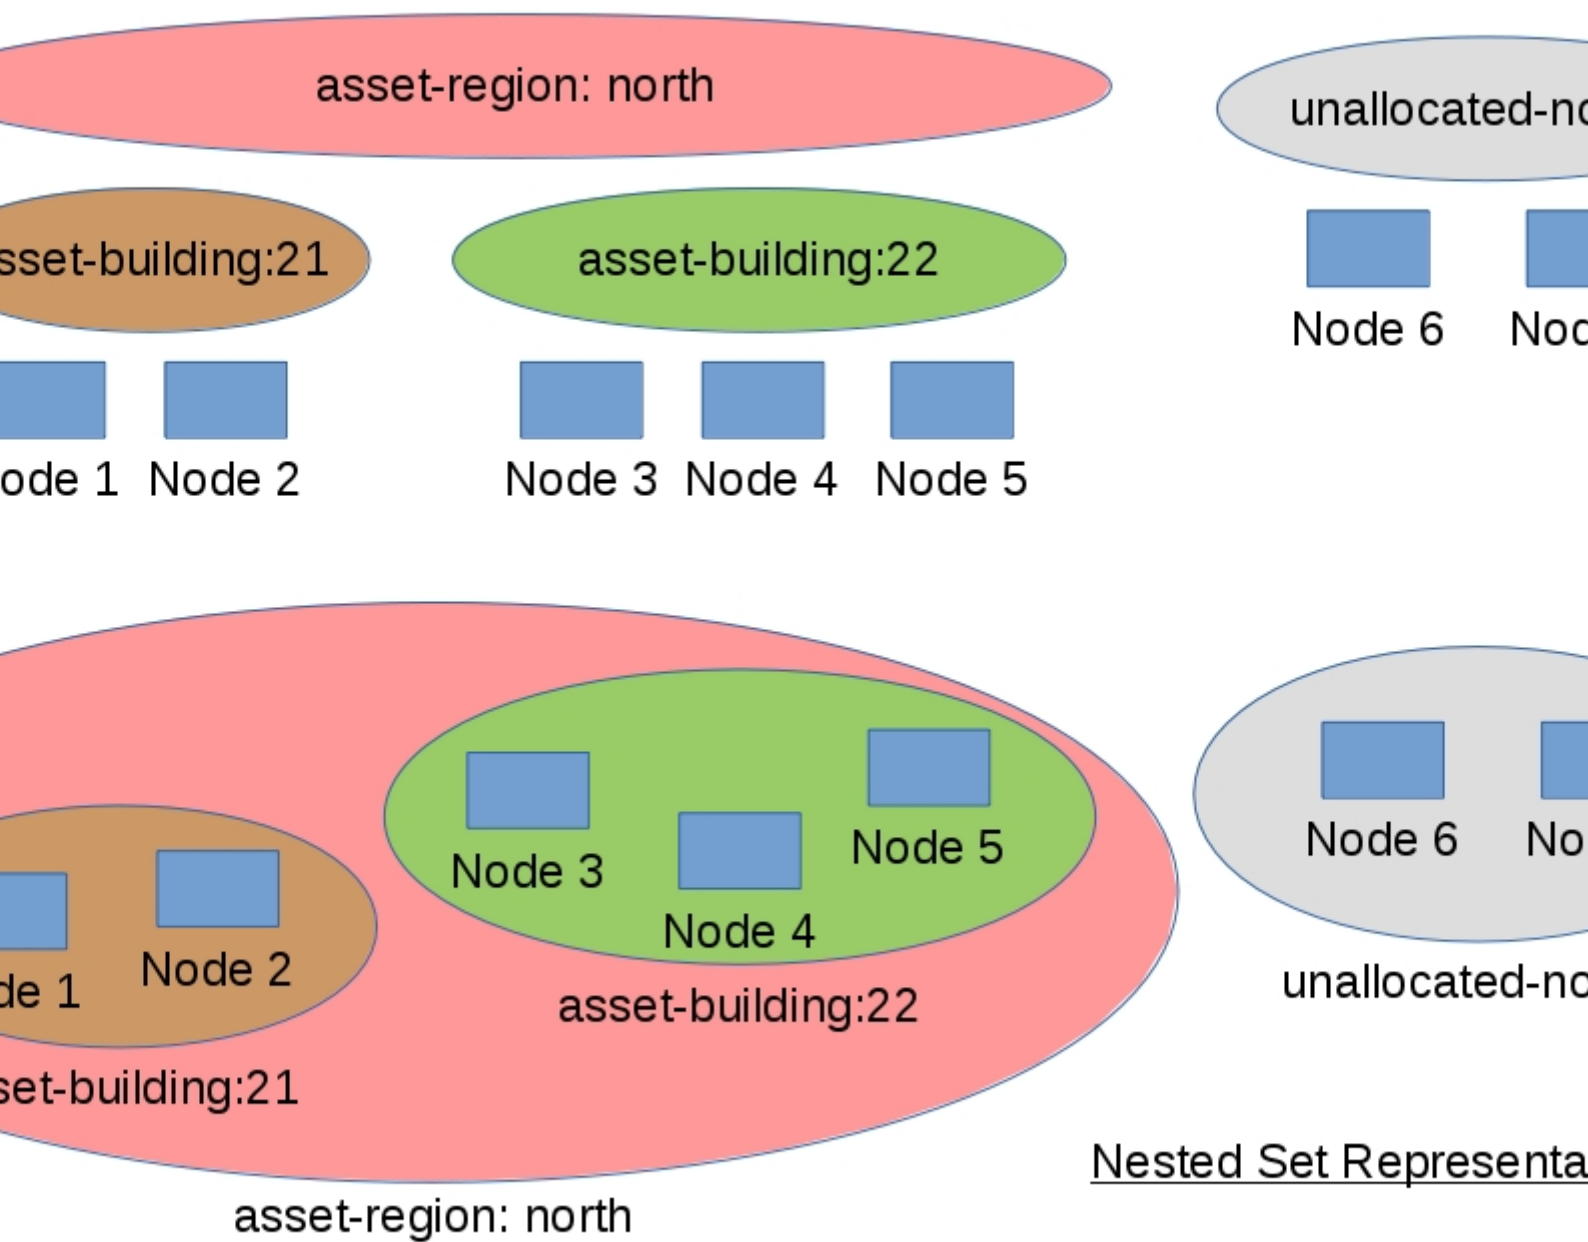 asset-region: north
unallocated-no
sset-building:21
asset-building:22
Node 6
Nod
ode 1
Node 2
Node 3
Node 4
Node 5
Node 5
Node 6
No
Node 3
Node 4
Node 2
de 1
unallocated-no
asset-building:22
set-building:21
Nested Set Representa
asset-region: north